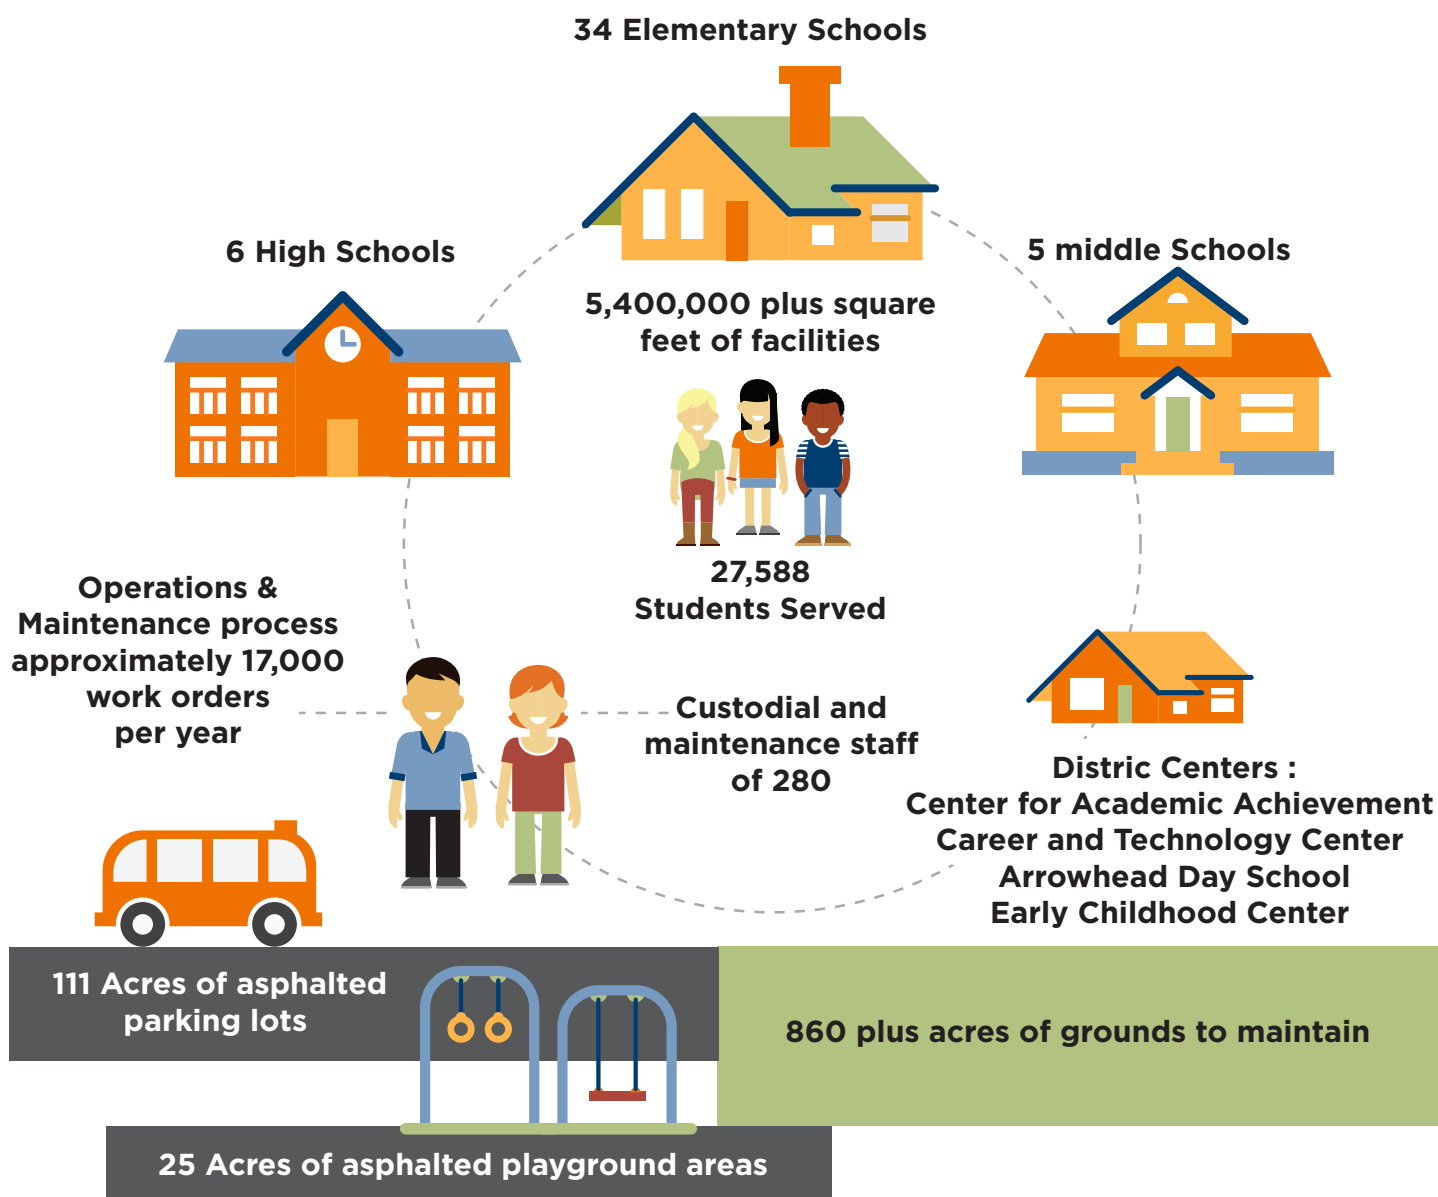 34 Elementary Schools
6 High Schools
5 middle Schools
5,400,000 plus square
feet of facilities
27,588
Students Served
Operations &
Maintenance process
approximately 17,000
work orders
per year
Custodial and
maintenance staff
of 280
Distric Centers :
Center for Academic Achievement
Career and Technology Center
Arrowhead Day School
Early Childhood Center
111 Acres of asphalted
parking lots
860 plus acres of grounds to maintain
25 Acres of asphalted playground areas